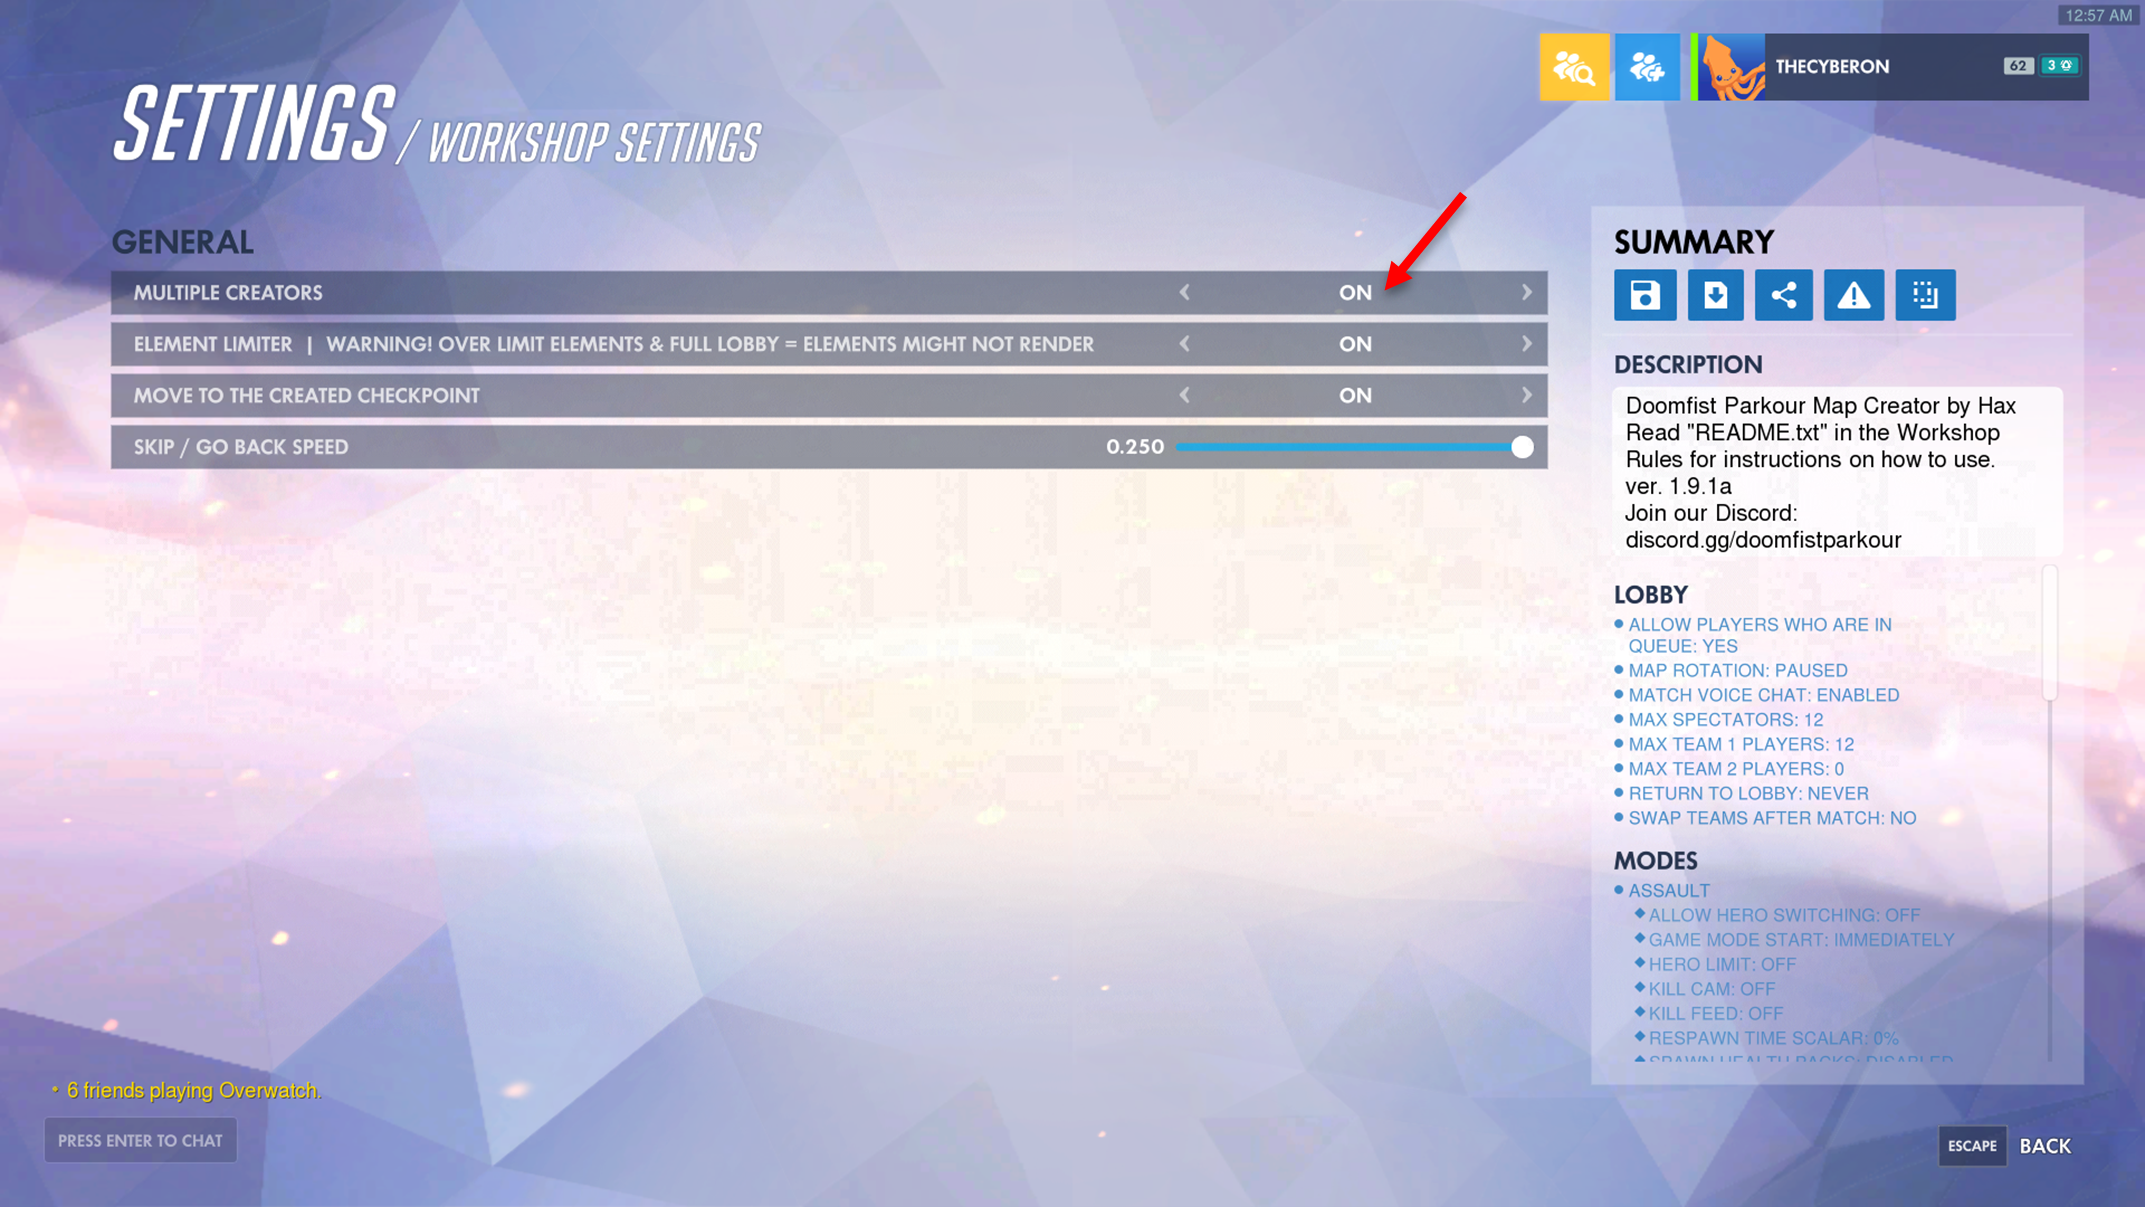 12:57 AM
THECYBERON
62
3
SETTINGS / WORKSHOP SETTINGS
GENERAL
MULTIPLE CREATORS < ON >
ELEMENT LIMITER | WARNING! OVER LIMIT ELEMENTS & FULL LOBBY = ELEMENTS MIGHT NOT RENDER < ON >
MOVE TO THE CREATED CHECKPOINT < ON >
SKIP / GO BACK SPEED 0.250
SUMMARY
DESCRIPTION
Doomfist Parkour Map Creator by Hax
Read "README.txt" in the Workshop
Rules for instructions on how to use.
ver. 1.9.1a
Join our Discord:
discord.gg/doomfistparkour
LOBBY
ALLOW PLAYERS WHO ARE IN
QUEUE: YES
MAP ROTATION: PAUSED
MATCH VOICE CHAT: ENABLED
MAX SPECTATORS: 12
MAX TEAM 1 PLAYERS: 12
MAX TEAM 2 PLAYERS: 0
RETURN TO LOBBY: NEVER
SWAP TEAMS AFTER MATCH: NO
MODES
ASSAULT
ALLOW HERO SWITCHING: OFF
GAME MODE START: IMMEDIATELY
HERO LIMIT: OFF
KILL CAM: OFF
KILL FEED: OFF
RESPAWN TIME SCALAR: 0%
SPAWN HEALTH PACKS: DISABLED
6 friends playing Overwatch.
PRESS ENTER TO CHAT
ESCAPE BACK